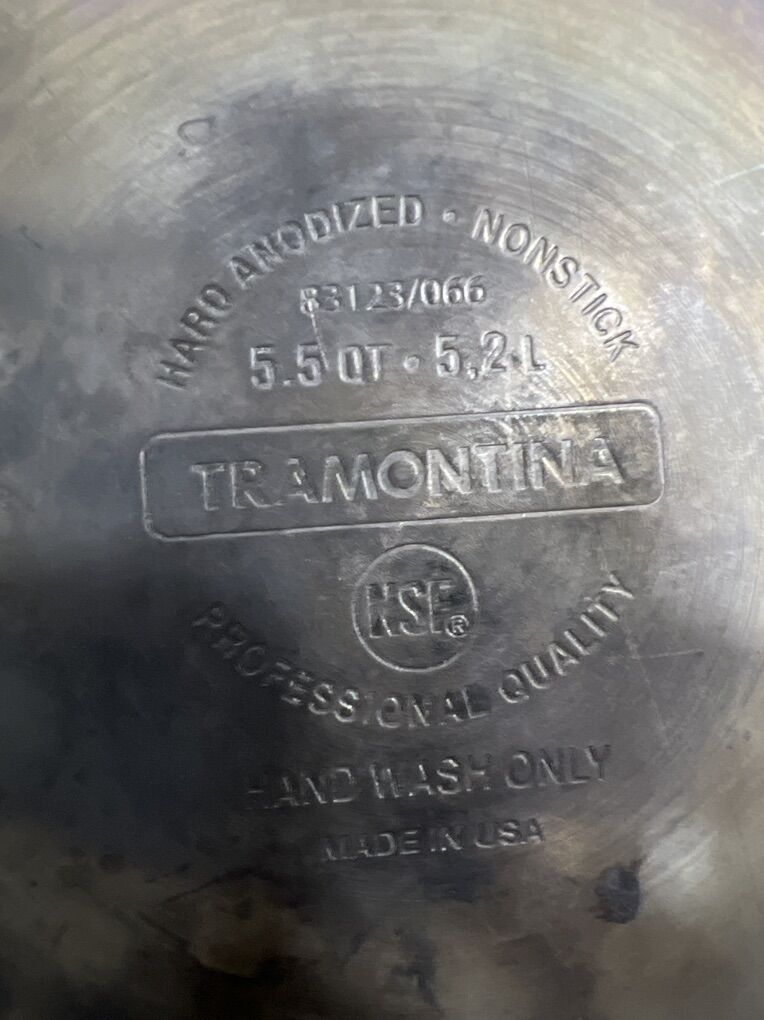 HARD ANODIZED • NONSTICK
83123/066
5.5 QT • 5,2 L
TRAMONTINA
NSF®
PROFESSIONAL QUALITY
HAND WASH ONLY
MADE IN USA